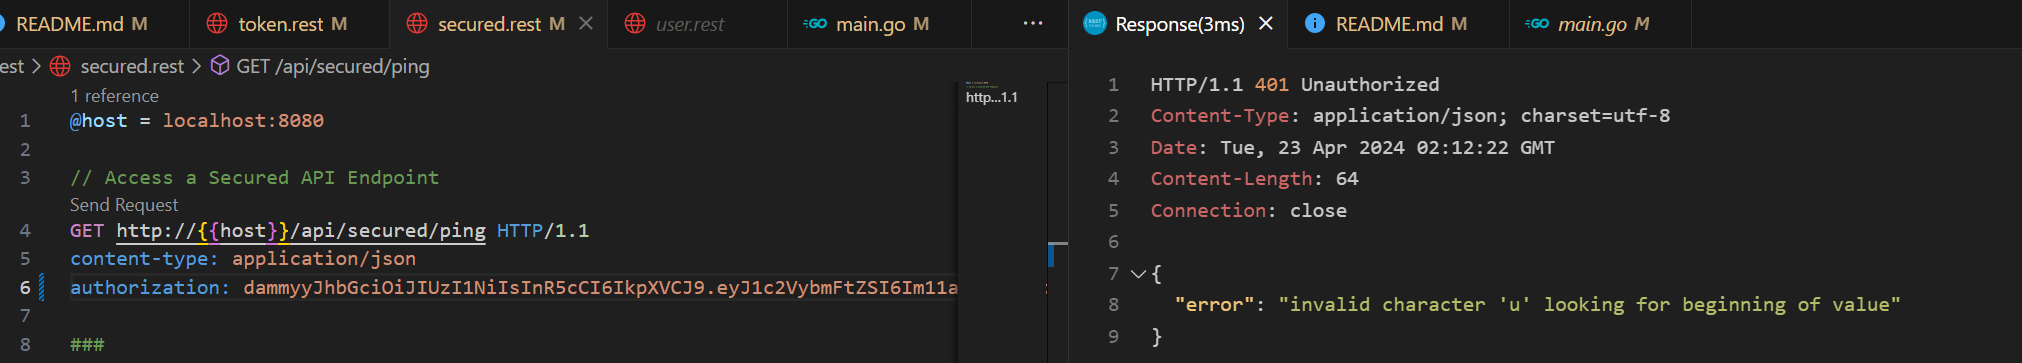 README.md M token.rest M secured.rest M user.rest main.go M ... Response(3ms) README.md M main.go M
est > secured.rest > GET /api/secured/ping
1 reference
1 @host = localhost:8080
2
3 // Access a Secured API Endpoint
Send Request
4 GET http://{{host}}/api/secured/ping HTTP/1.1
5 content-type: application/json
6 authorization: dammyyJhbGciOiJIUzI1NiIsInR5cCI6IkpXVCJ9.eyJ1c2VybmFtZSI6Im11a
7
8 ###
http...1.1
1 HTTP/1.1 401 Unauthorized
2 Content-Type: application/json; charset=utf-8
3 Date: Tue, 23 Apr 2024 02:12:22 GMT
4 Content-Length: 64
5 Connection: close
6
7 {
8 "error": "invalid character 'u' looking for beginning of value"
9 }